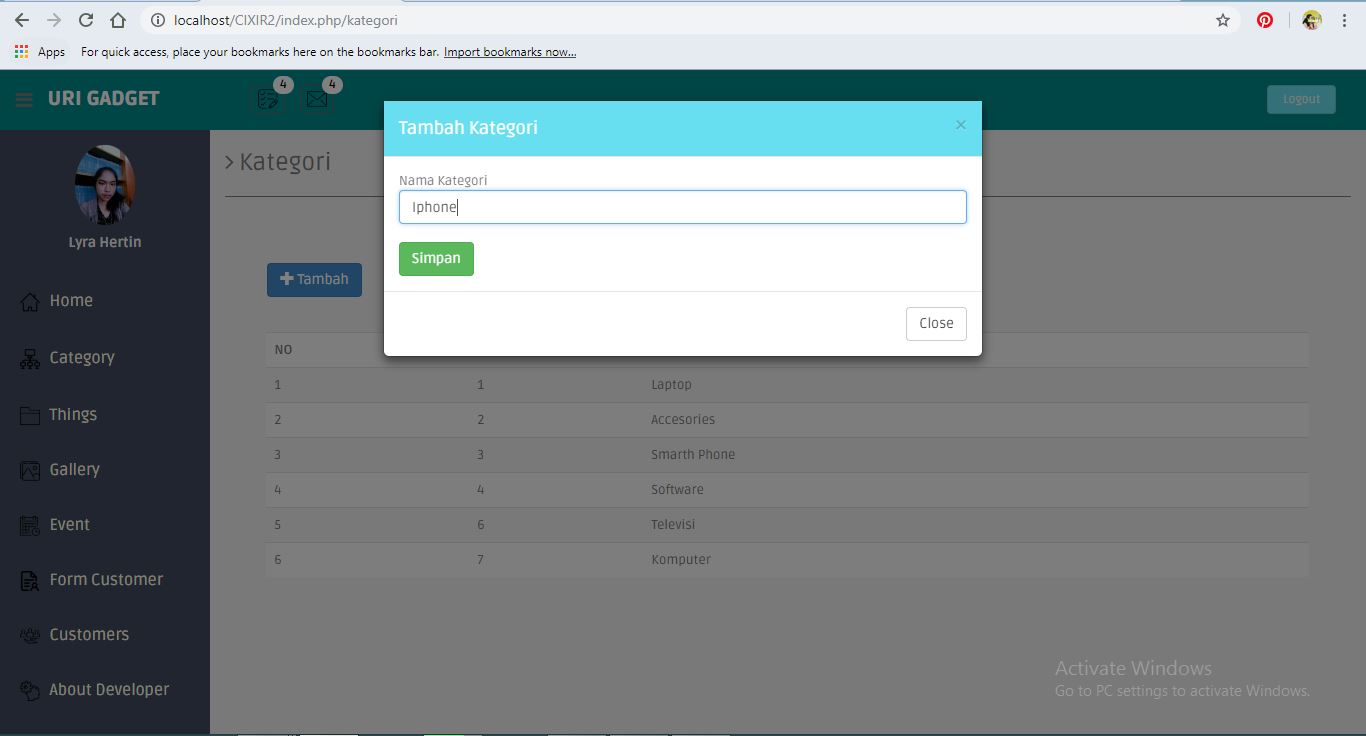 localhost/CIXIR2/index.php/kategori
Apps For quick access, place your bookmarks here on the bookmarks bar. Import bookmarks now...
URI GADGET 4 4 Logout
Tambah Kategori ×
Nama Kategori
Iphone
Simpan
Close
Lyra Hertin
Home
Category
Things
Gallery
Event
Form Customer
Customers
About Developer
> Kategori
Tambah
NO
1 1 Laptop
2 2 Accesories
3 3 Smarth Phone
4 4 Software
5 6 Televisi
6 7 Komputer
Activate Windows
Go to PC settings to activate Windows.